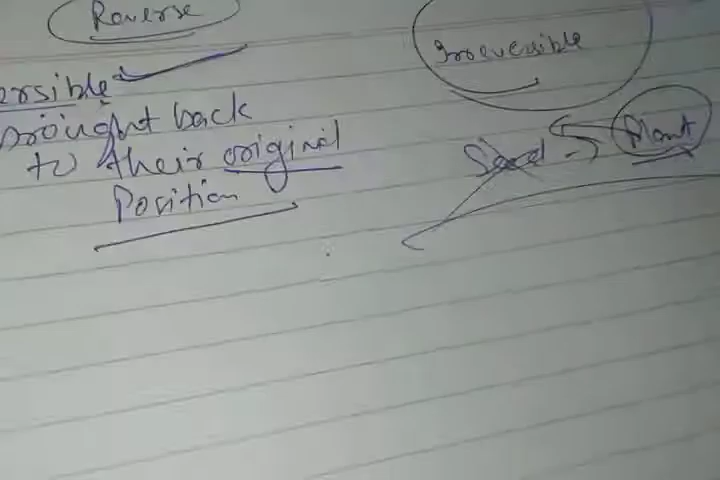 Reverse
Irreversible
ersible
brought back
to their original
Position
Seed → Plant